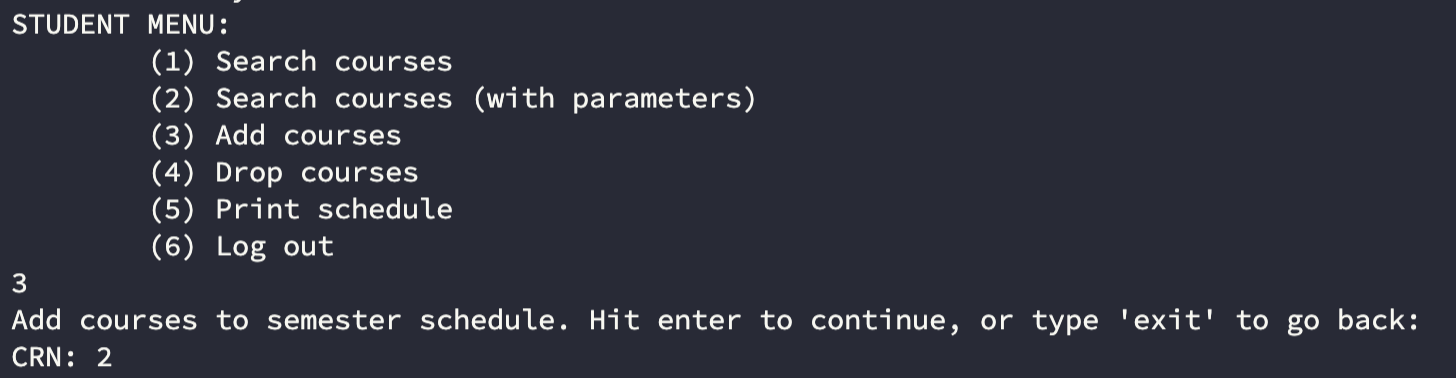 STUDENT MENU:
(1) Search courses
(2) Search courses (with parameters)
(3) Add courses
(4) Drop courses
(5) Print schedule
(6) Log out
3
Add courses to semester schedule. Hit enter to continue, or type 'exit' to go back:
CRN: 2